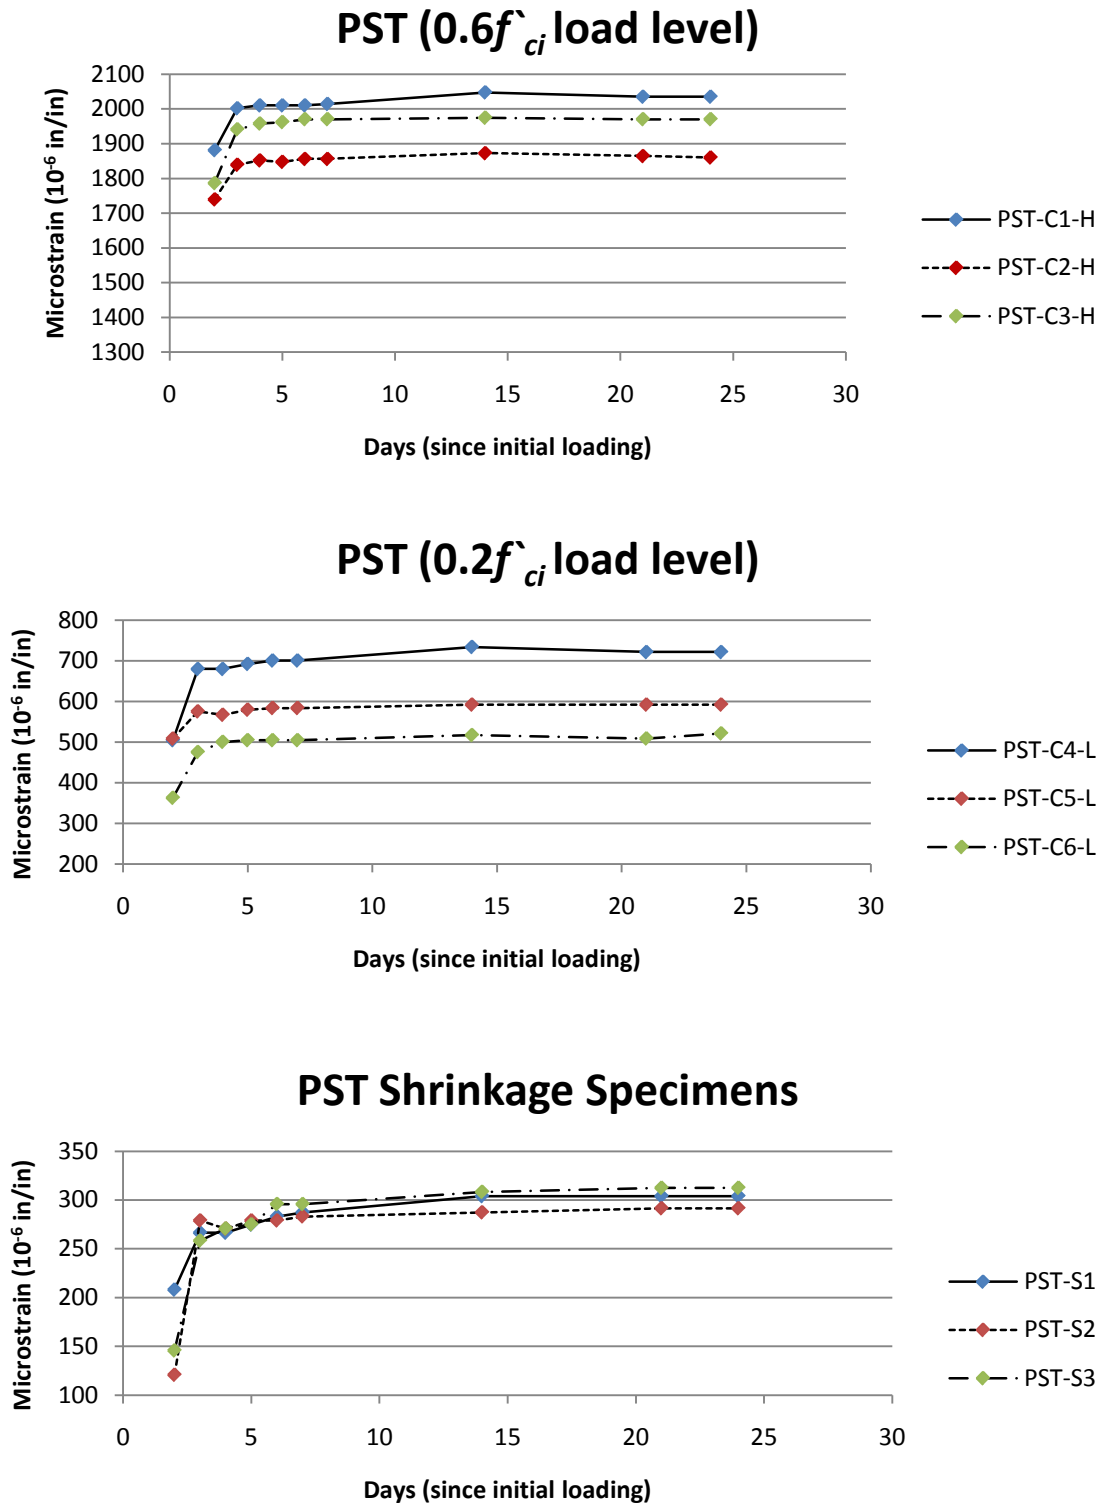 PST (0.6f`ci load level)
2100
2000
1900
1800
1700
1600
1500
1400
1300
Microstrain (10-6 in/in)
0 5 10 15 20 25 30
Days (since initial loading)
PST-C1-H
PST-C2-H
PST-C3-H
PST (0.2f`ci load level)
800
700
600
500
400
300
200
Microstrain (10-6 in/in)
0 5 10 15 20 25 30
Days (since initial loading)
PST-C4-L
PST-C5-L
PST-C6-L
PST Shrinkage Specimens
350
300
250
200
150
100
Microstrain (10-6 in/in)
0 5 10 15 20 25 30
Days (since initial loading)
PST-S1
PST-S2
PST-S3